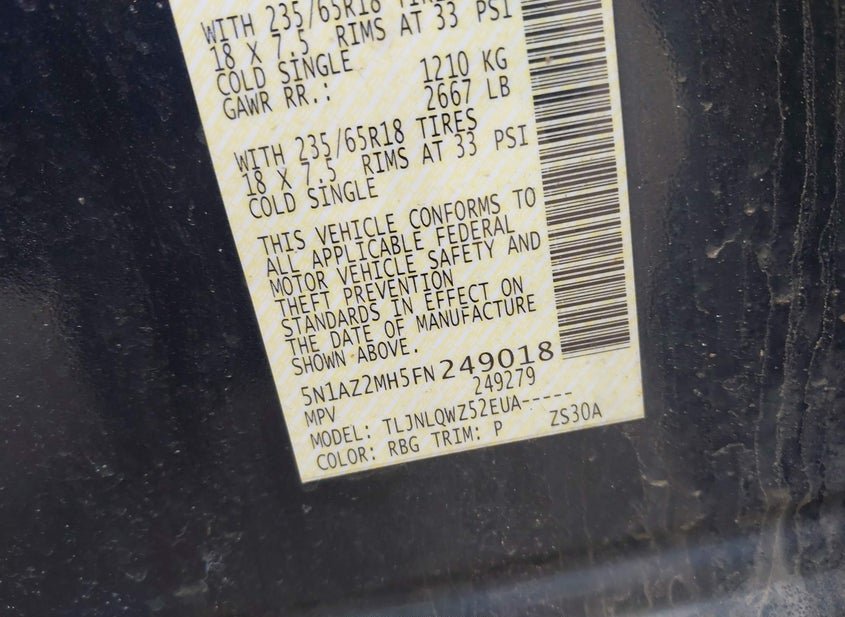 WITH 235/65R18 TIRES
18 X 7.5 RIMS AT 33 PSI
COLD SINGLE
GAWR RR.: 1210 KG
2667 LB
WITH 235/65R18 TIRES
18 X 7.5 RIMS AT 33 PSI
COLD SINGLE
THIS VEHICLE CONFORMS TO
ALL APPLICABLE FEDERAL
MOTOR VEHICLE SAFETY AND
THEFT PREVENTION
STANDARDS IN EFFECT ON
THE DATE OF MANUFACTURE
SHOWN ABOVE.
5N1AZ2MH5FN249018
MPV 249279
MODEL: TLJNLQWZ52EUA-----
COLOR: RBG TRIM: P ZS30A